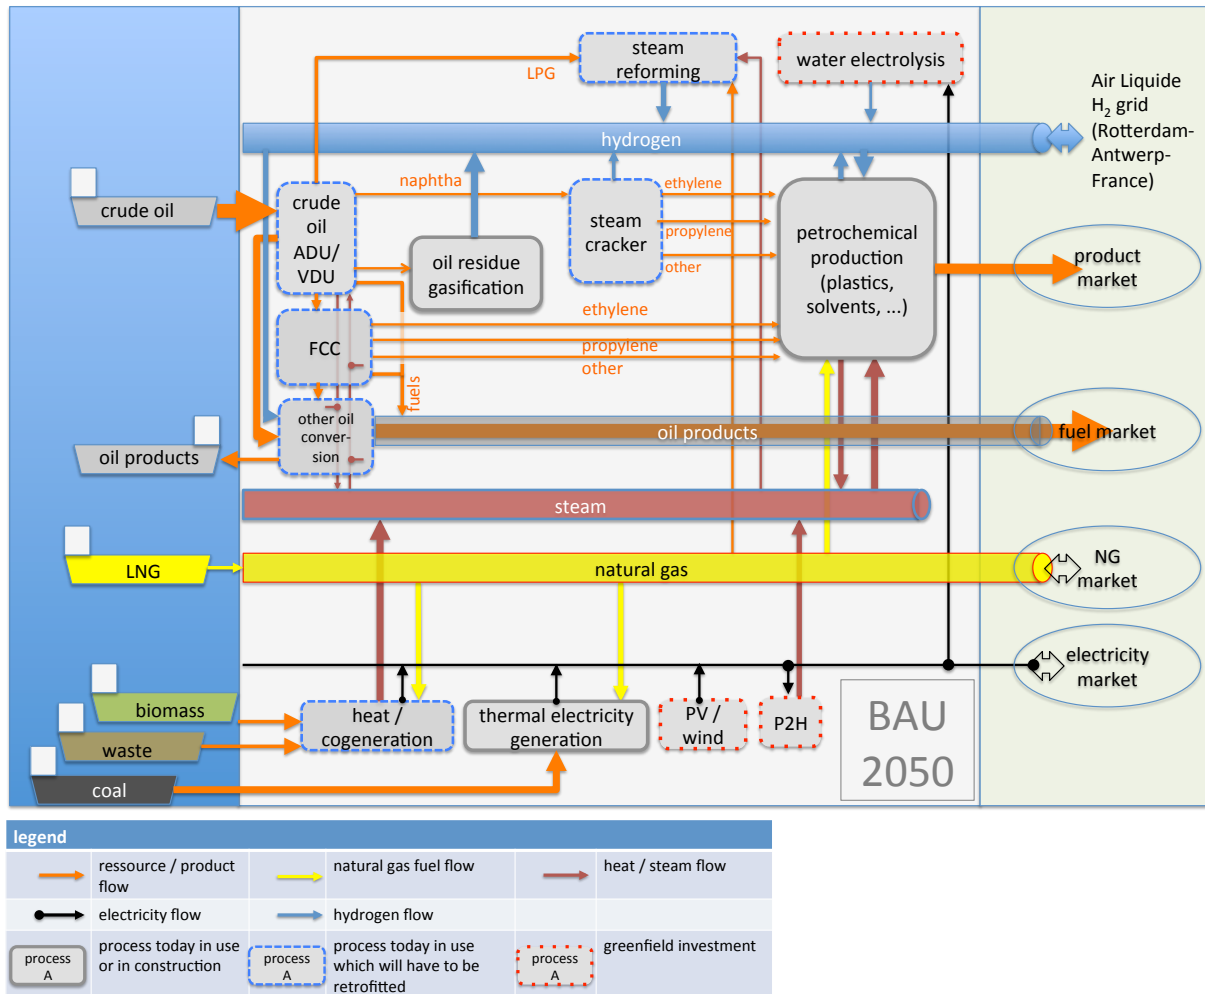 steam
reforming
water electrolysis
LPG
Air Liquide
H₂ grid
(Rotterdam-
Antwerp-
France)
hydrogen
crude oil
naphtha
crude
oil
ADU/
VDU
oil residue
gasification
steam
cracker
ethylene
propylene
other
petrochemical
production
(plastics,
solvents, ...)
product
market
FCC
ethylene
propylene
other
fuels
other oil
conver-
sion
oil products
oil products
fuel market
steam
LNG
natural gas
NG
market
electricity
market
biomass
waste
coal
heat /
cogeneration
thermal electricity
generation
PV /
wind
P2H
BAU
2050
legend
ressource / product
flow
natural gas fuel flow
heat / steam flow
electricity flow
hydrogen flow
process
A
process today in use
or in construction
process
A
process today in use
which will have to be
retrofitted
process
A
greenfield investment